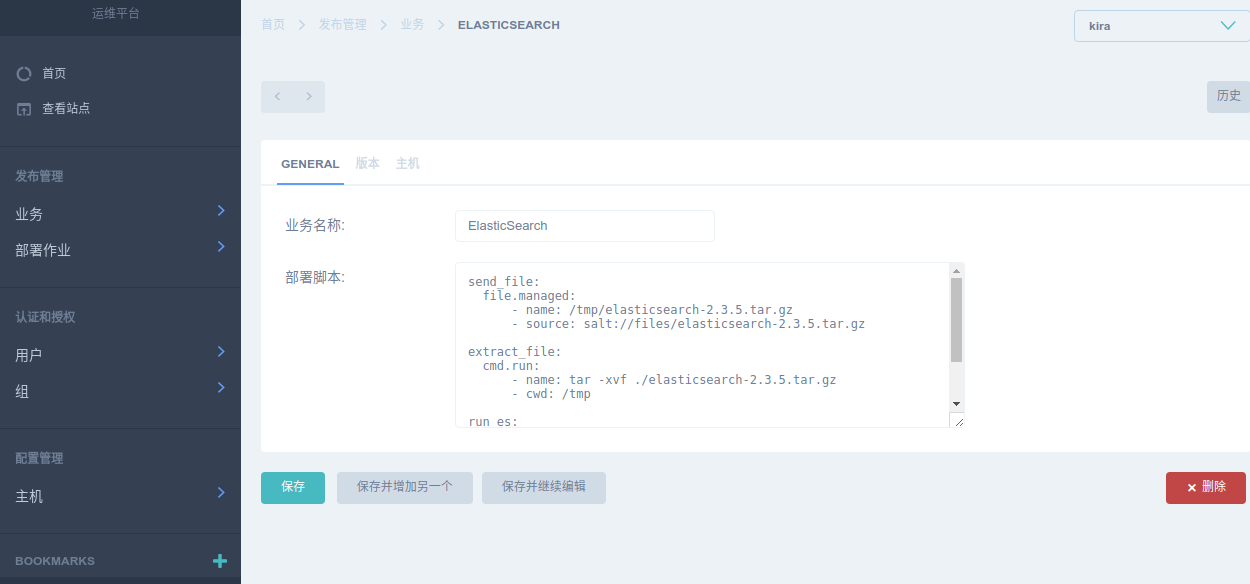 运维平台
首页
查看站点
发布管理
业务
部署作业
认证和授权
用户
组
配置管理
主机
BOOKMARKS
首页 发布管理 业务 ELASTICSEARCH
kira
历史
GENERAL 版本 主机
业务名称: ElasticSearch
部署脚本:
send_file:
  file.managed:
      - name: /tmp/elasticsearch-2.3.5.tar.gz
      - source: salt://files/elasticsearch-2.3.5.tar.gz
extract_file:
  cmd.run:
      - name: tar -xvf ./elasticsearch-2.3.5.tar.gz
      - cwd: /tmp
run_es:
保存 保存并增加另一个 保存并继续编辑 删除